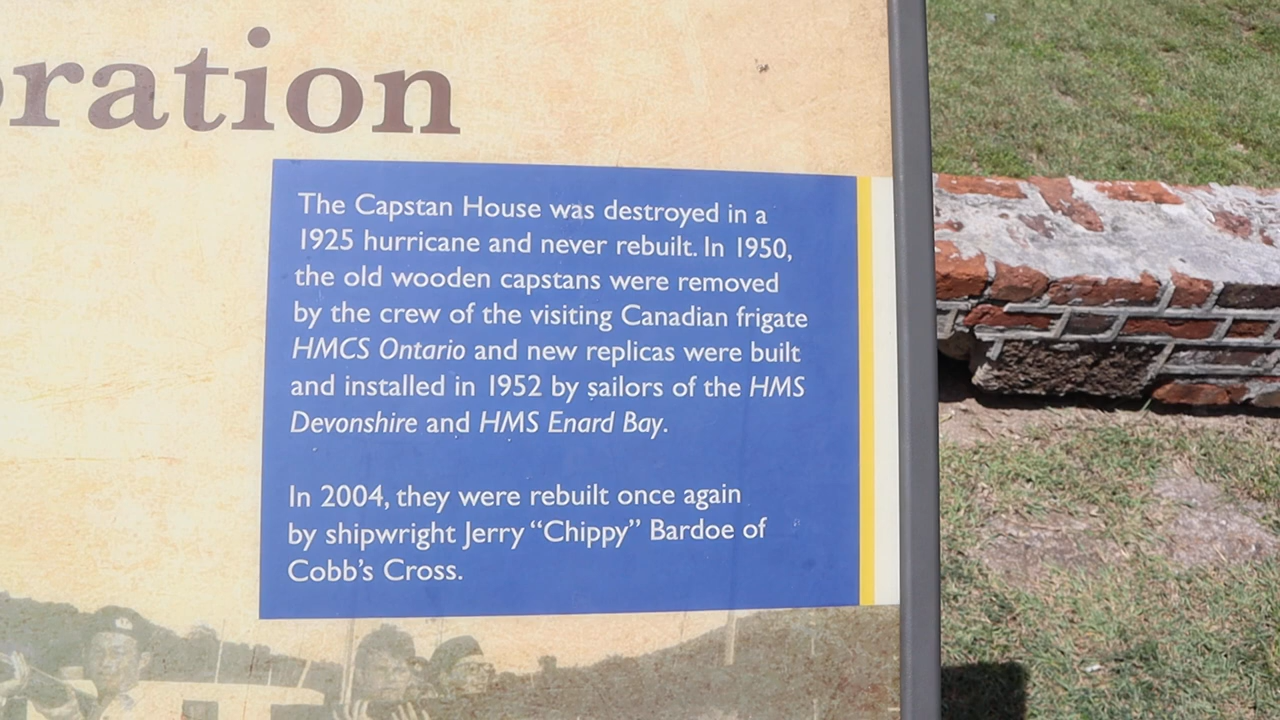 ration
The Capstan House was destroyed in a
1925 hurricane and never rebuilt. In 1950,
the old wooden capstans were removed
by the crew of the visiting Canadian frigate
HMCS Ontario and new replicas were built
and installed in 1952 by sailors of the HMS
Devonshire and HMS Enard Bay.
In 2004, they were rebuilt once again
by shipwright Jerry “Chippy” Bardoe of
Cobb’s Cross.